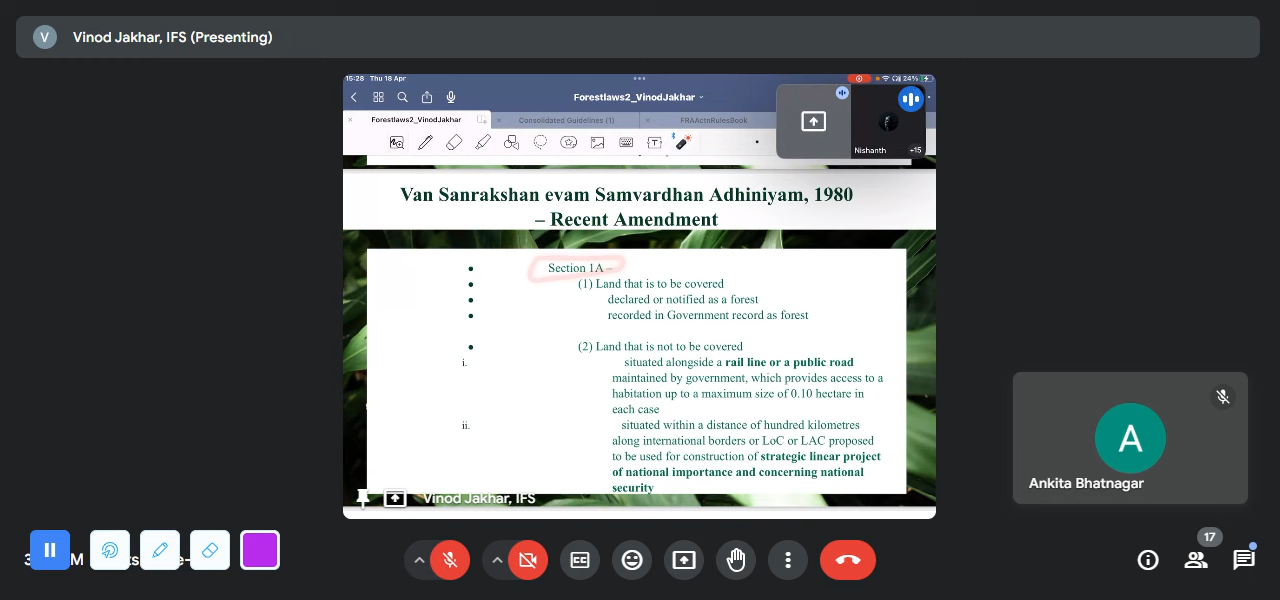 V Vinod Jakhar, IFS (Presenting)
15:28 Thu 18 Apr
24%
Forestlaws2_VinodJakhar
Forestlaws2_VinodJakhar
Consolidated Guidelines (1)
FRAActnRulesBook
Nishanth +15
Van Sanrakshan evam Samvardhan Adhiniyam, 1980
– Recent Amendment
• Section 1A –
• (1) Land that is to be covered
• declared or notified as a forest
• recorded in Government record as forest
• (2) Land that is not to be covered
i. situated alongside a rail line or a public road
maintained by government, which provides access to a
habitation up to a maximum size of 0.10 hectare in
each case
ii. situated within a distance of hundred kilometres
along international borders or LoC or LAC proposed
to be used for construction of strategic linear project
of national importance and concerning national
security
Vinod Jakhar, IFS
A
Ankita Bhatnagar
17